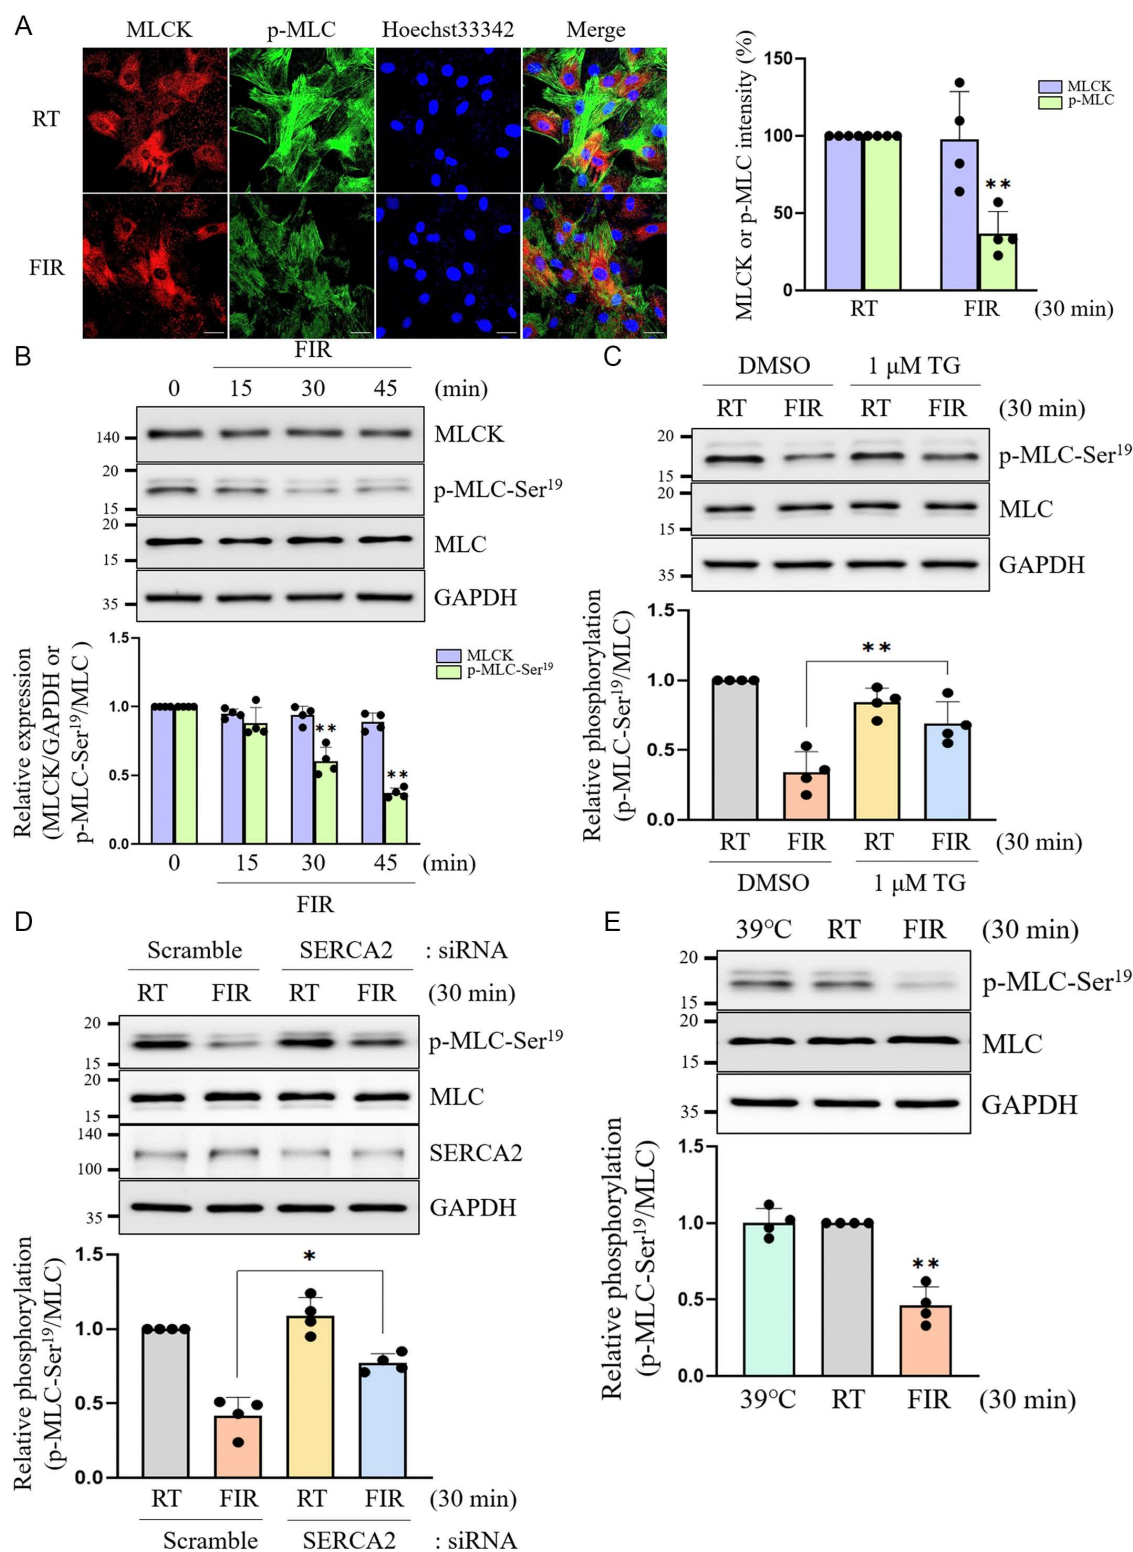 A
MLCK p-MLC Hoechst33342 Merge
RT
FIR
MLCK or p-MLC intensity (%)
150
100
50
0
**
MLCK
p-MLC
RT FIR (30 min)
B
FIR
0 15 30 45 (min)
140
MLCK
20
p-MLC-Ser19
15
20
MLC
15
35
GAPDH
Relative expression
(MLCK/GAPDH or
p-MLC-Ser19/MLC )
1.5
1.0
0.5
0.0
**
**
MLCK
p-MLC-Ser19
0 15 30 45 (min)
FIR
C
DMSO 1 μM TG
RT FIR RT FIR (30 min)
20
p-MLC-Ser19
15
20
MLC
15
35
GAPDH
Relative phosphorylation
(p-MLC-Ser19/MLC)
1.5
1.0
0.5
0.0
**
RT FIR RT FIR (30 min)
DMSO 1 μM TG
D
Scramble SERCA2 : siRNA
RT FIR RT FIR (30 min)
20
p-MLC-Ser19
15
20
MLC
15
140
SERCA2
100
35
GAPDH
Relative phosphorylation
(p-MLC-Ser19/MLC)
1.5
1.0
0.5
0.0
*
RT FIR RT FIR (30 min)
Scramble SERCA2 : siRNA
E
39°C RT FIR (30 min)
20
p-MLC-Ser19
15
20
MLC
15
35
GAPDH
Relative phosphorylation
(p-MLC-Ser19/MLC)
1.5
1.0
0.5
0.0
**
39°C RT FIR (30 min)